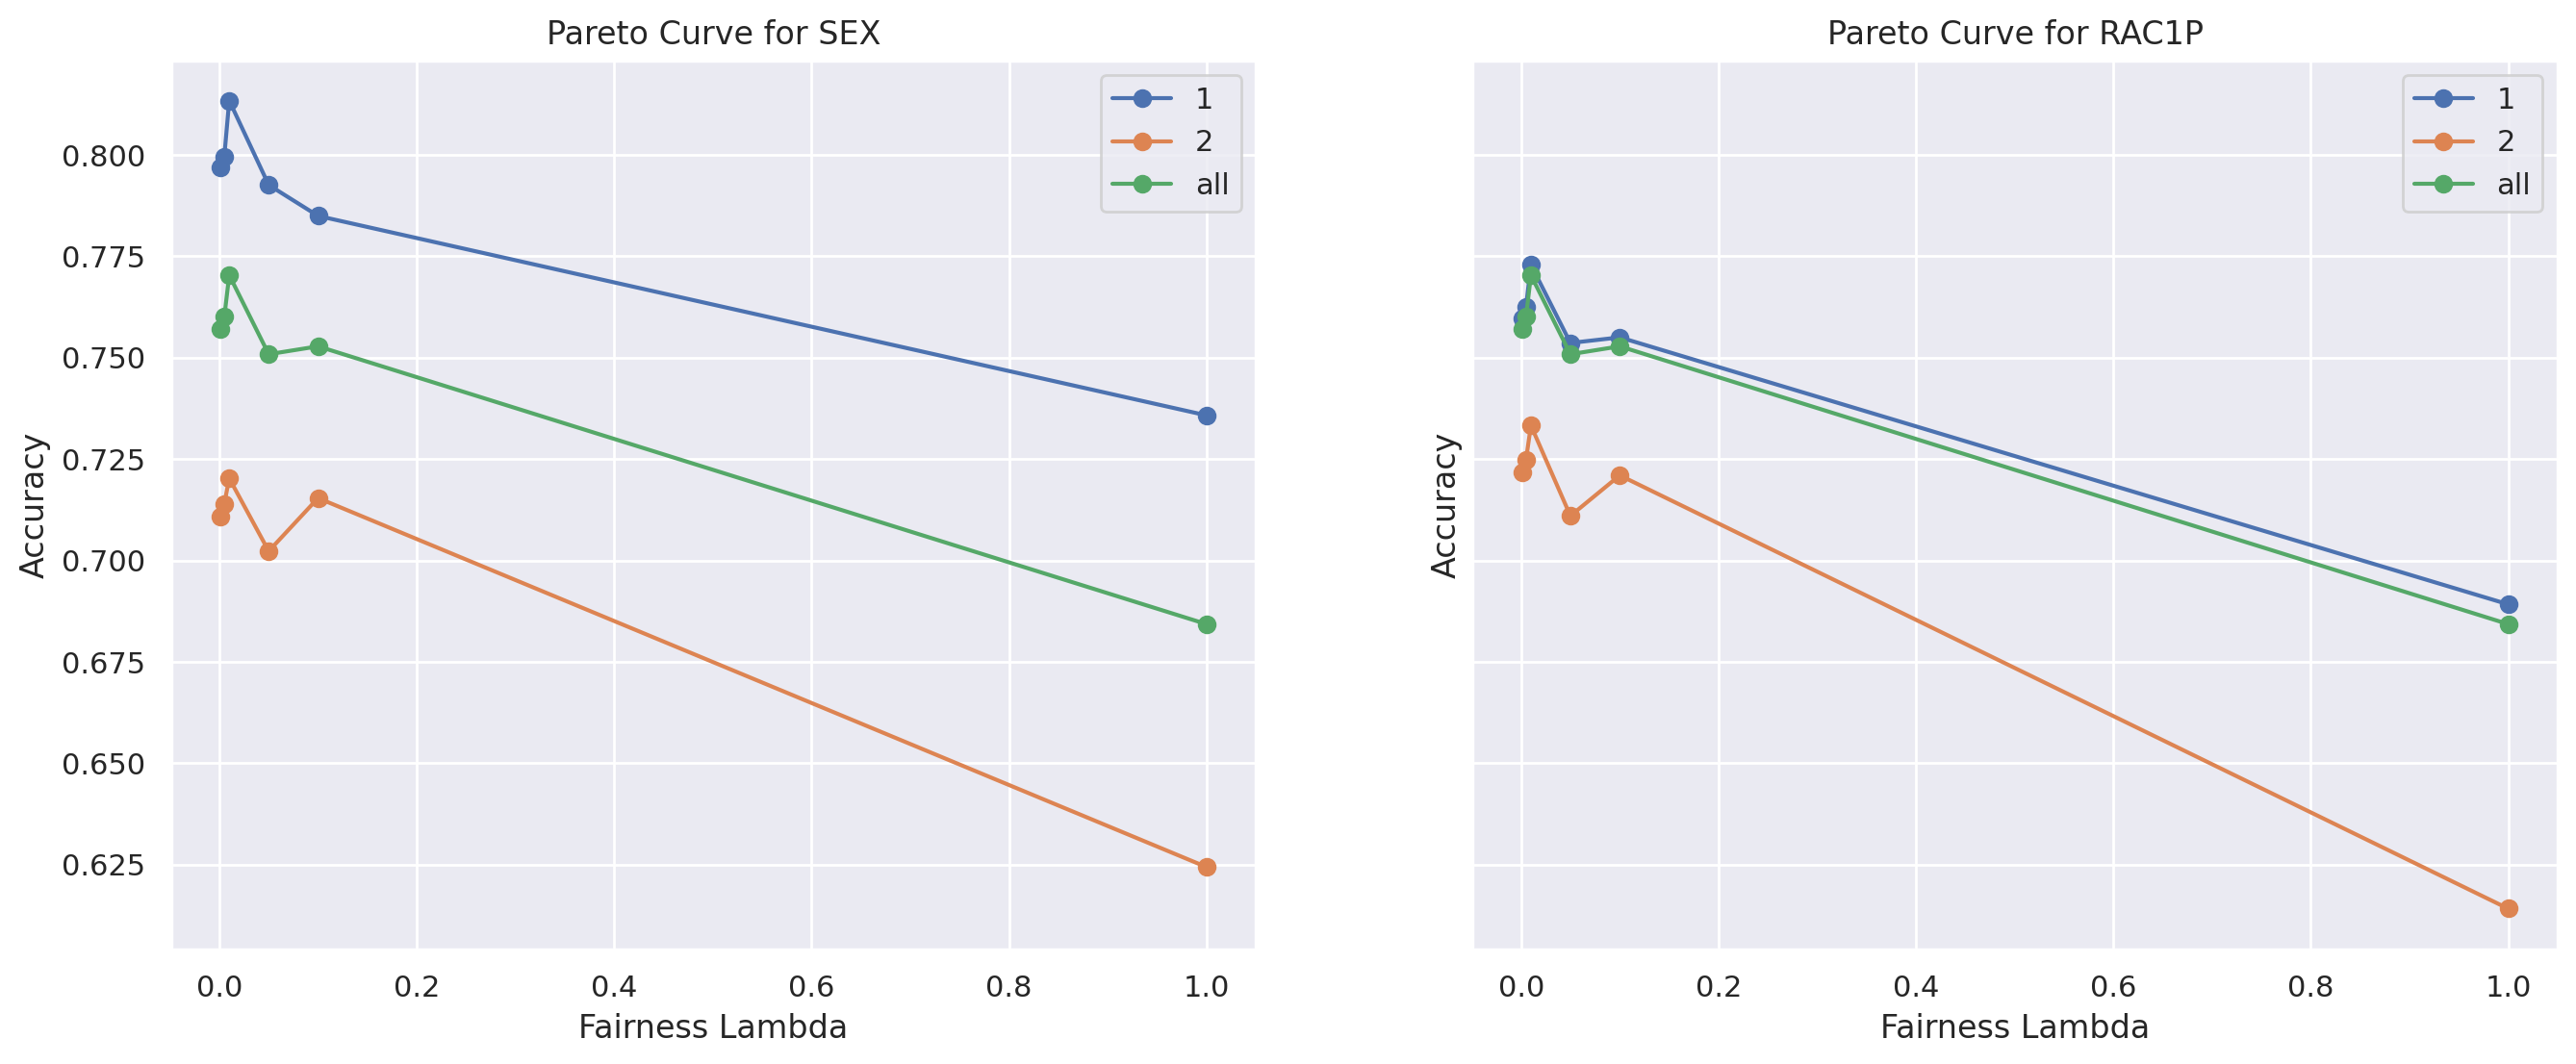 Pareto Curve for SEX
1
2
all
0.800
0.775
0.750
0.725
0.700
0.675
0.650
0.625
Accuracy
0.0 0.2 0.4 0.6 0.8 1.0
Fairness Lambda
Pareto Curve for RAC1P
1
2
all
Accuracy
0.0 0.2 0.4 0.6 0.8 1.0
Fairness Lambda